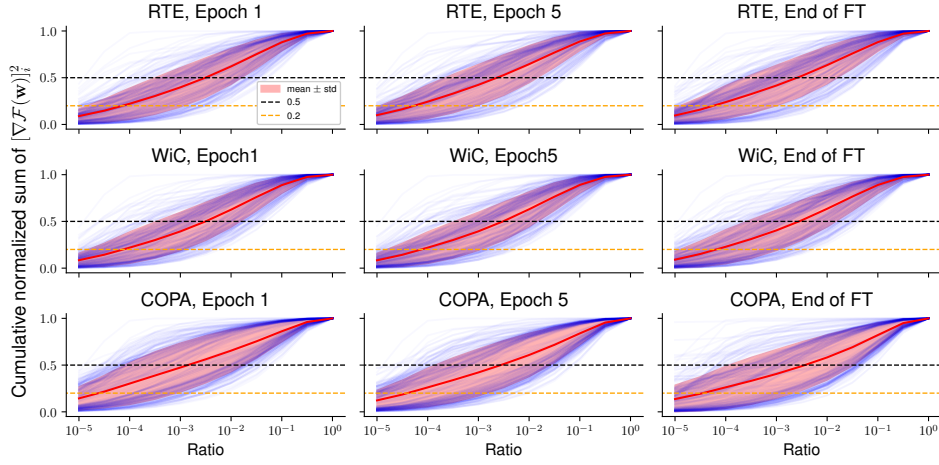 RTE, Epoch 1 RTE, Epoch 5 RTE, End of FT
1.0
0.5
0.0
mean ± std
0.5
0.2
WiC, Epoch1 WiC, Epoch5 WiC, End of FT
1.0
0.5
0.0
COPA, Epoch 1 COPA, Epoch 5 COPA, End of FT
1.0
0.5
0.0
10⁻⁵ 10⁻⁴ 10⁻³ 10⁻² 10⁻¹ 10⁰ 10⁻⁵ 10⁻⁴ 10⁻³ 10⁻² 10⁻¹ 10⁰ 10⁻⁵ 10⁻⁴ 10⁻³ 10⁻² 10⁻¹ 10⁰
Ratio Ratio Ratio
Cumulative normalized sum of [∇ℱ(𝐰)]²ᵢ